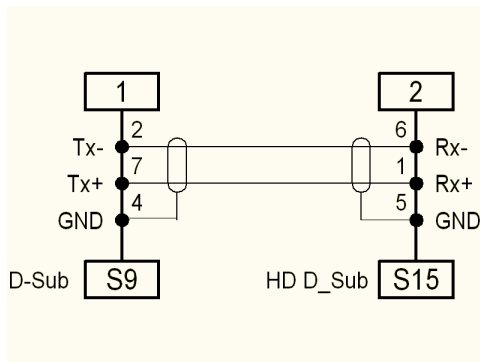 1 2
2 6
Tx- Rx-
7 1
Tx+ Rx+
4 5
GND GND
D-Sub S9 HD D_Sub S15